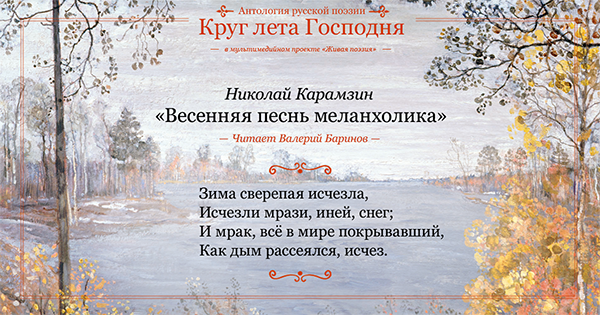 Антология русской поэзии
Круг лета Господня
в мультимедийном проекте «Живая поэзия»
Николай Карамзин
«Весенняя песнь меланхолика»
— Читает Валерий Баринов —
Зима сверепая исчезла,
Исчезли мрази, иней, снег;
И мрак, всё в мире покрывавший,
Как дым рассеялся, исчез.